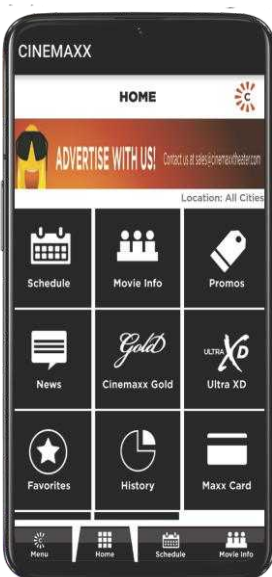 CINEMAXX
HOME
C
ADVERTISE WITH US! Contact us at sales@cinemaxxtheater.com
Location: All Cities
Schedule Movie Info Promos
Gold ULTRA XD
News Cinemaxx Gold Ultra XD
Favorites History Maxx Card
Menu Home Schedule Movie Info